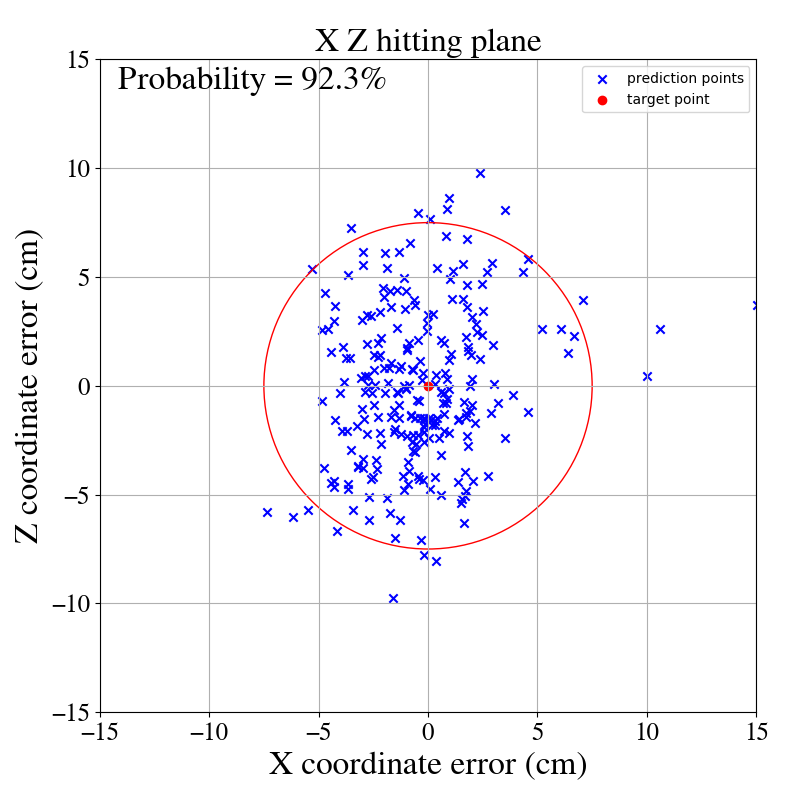 X Z hitting plane
Probability = 92.3%
prediction points
target point
Z coordinate error (cm)
15
10
5
0
−5
−10
−15
−15
−10
−5
0
5
10
15
X coordinate error (cm)